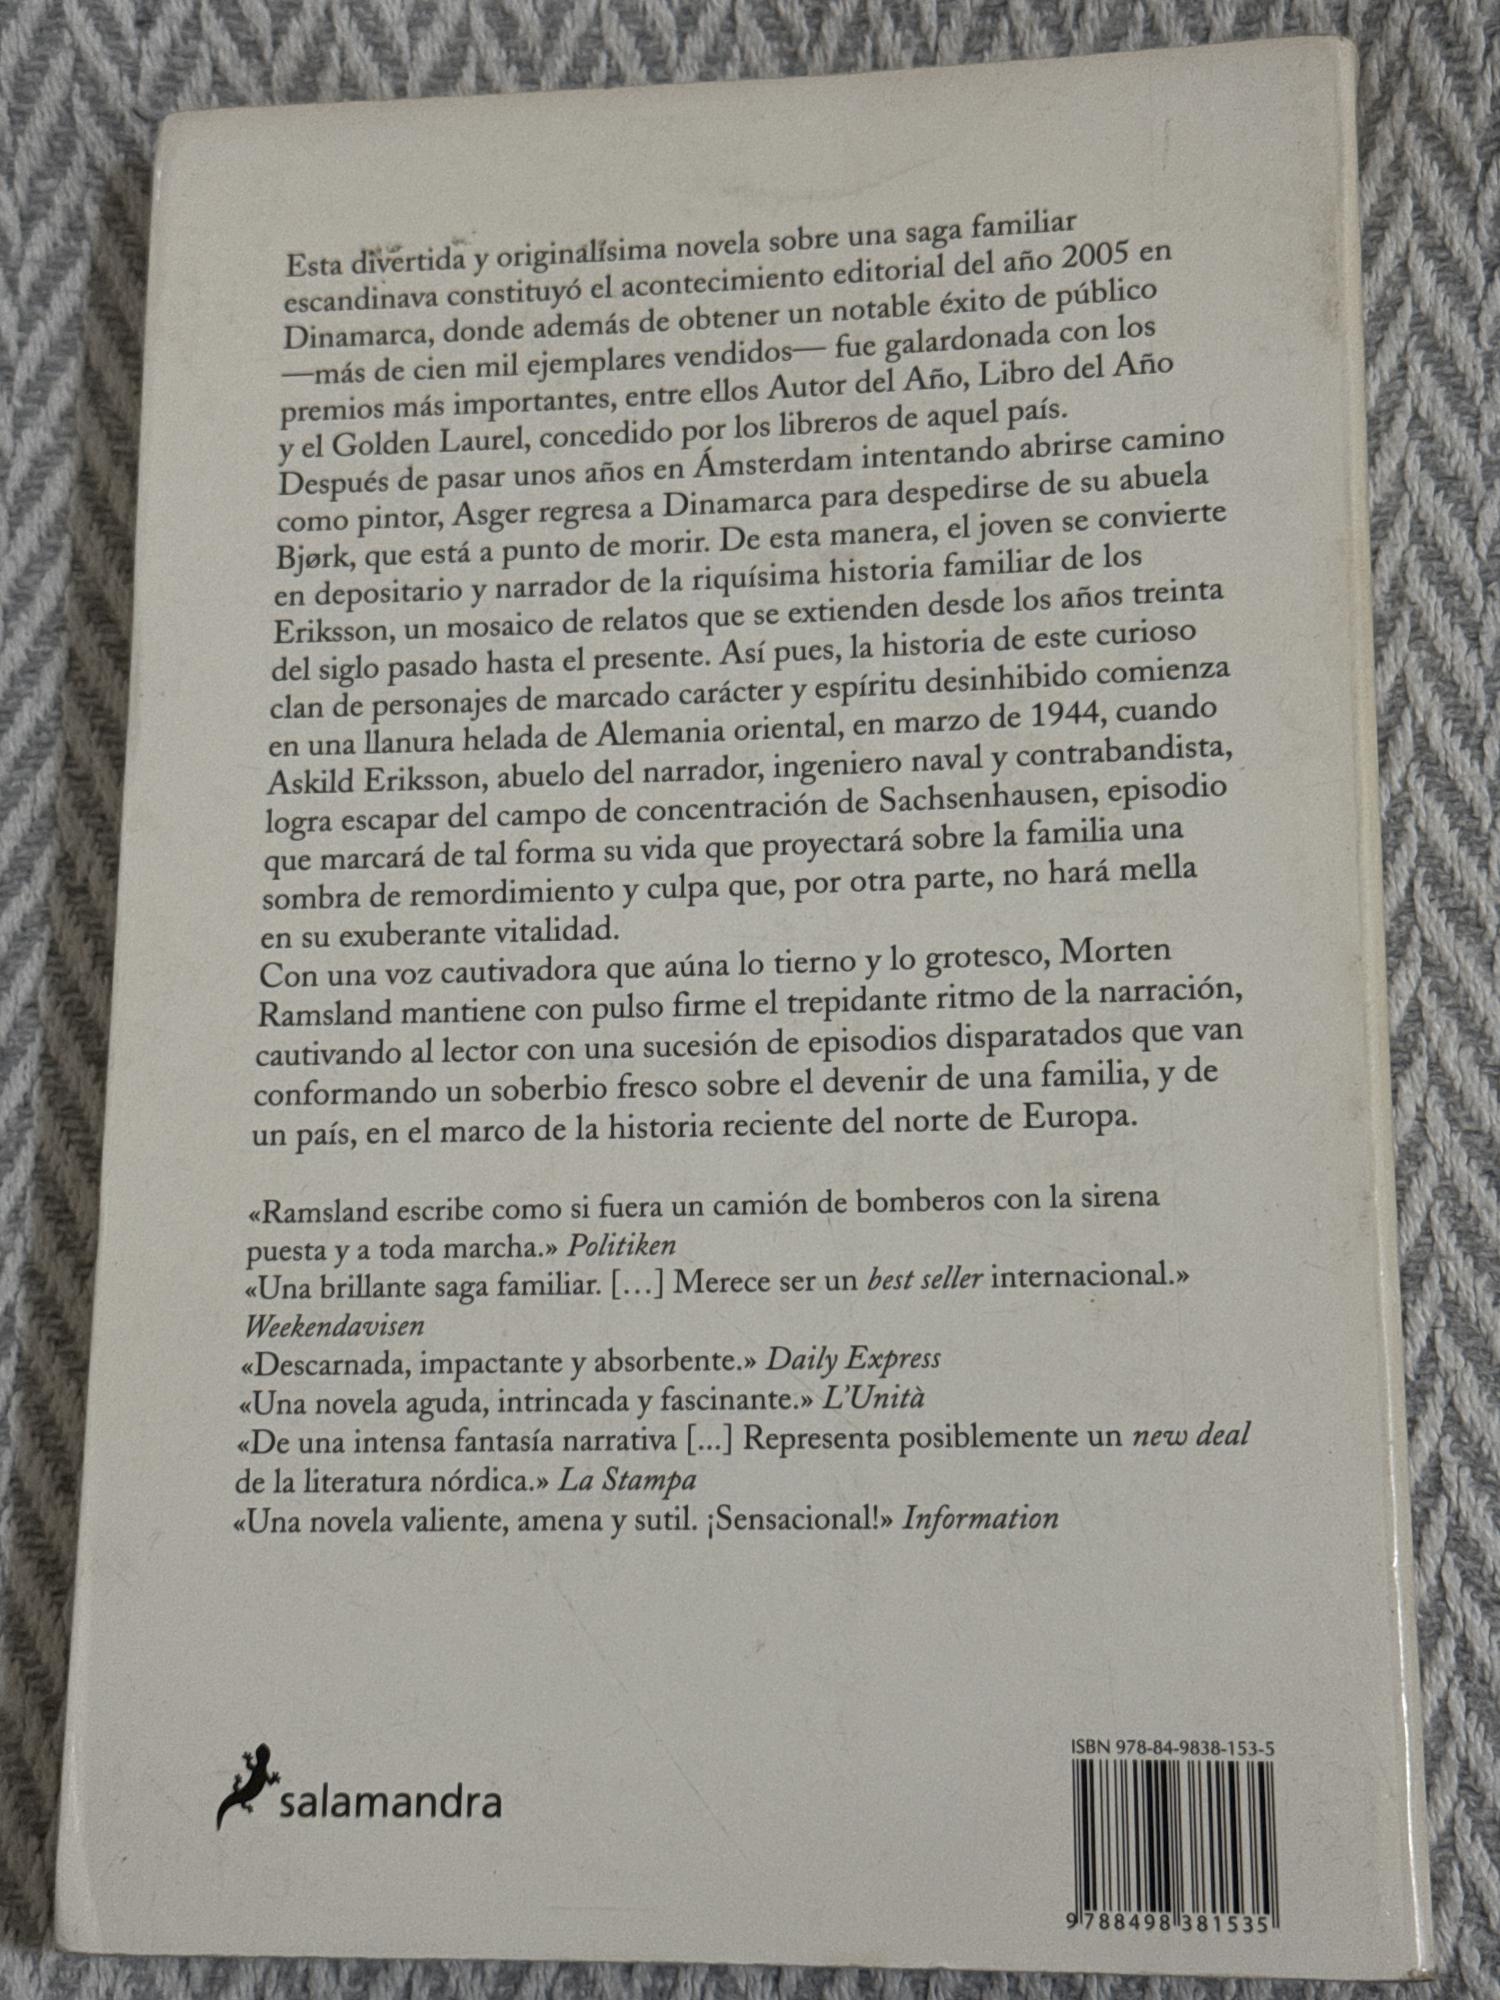 Esta divertida y originalísima novela sobre una saga familiar
escandinava constituyó el acontecimiento editorial del año 2005 en
Dinamarca, donde además de obtener un notable éxito de público
—más de cien mil ejemplares vendidos— fue galardonada con los
premios más importantes, entre ellos Autor del Año, Libro del Año
y el Golden Laurel, concedido por los libreros de aquel país.
Después de pasar unos años en Ámsterdam intentando abrirse camino
como pintor, Asger regresa a Dinamarca para despedirse de su abuela
Bjørk, que está a punto de morir. De esta manera, el joven se convierte
en depositario y narrador de la riquísima historia familiar de los
Eriksson, un mosaico de relatos que se extienden desde los años treinta
del siglo pasado hasta el presente. Así pues, la historia de este curioso
clan de personajes de marcado carácter y espíritu desinhibido comienza
en una llanura helada de Alemania oriental, en marzo de 1944, cuando
Askild Eriksson, abuelo del narrador, ingeniero naval y contrabandista,
logra escapar del campo de concentración de Sachsenhausen, episodio
que marcará de tal forma su vida que proyectará sobre la familia una
sombra de remordimiento y culpa que, por otra parte, no hará mella
en su exuberante vitalidad.
Con una voz cautivadora que aúna lo tierno y lo grotesco, Morten
Ramsland mantiene con pulso firme el trepidante ritmo de la narración,
cautivando al lector con una sucesión de episodios disparatados que van
conformando un soberbio fresco sobre el devenir de una familia, y de
un país, en el marco de la historia reciente del norte de Europa.
«Ramsland escribe como si fuera un camión de bomberos con la sirena
puesta y a toda marcha.» Politiken
«Una brillante saga familiar. […] Merece ser un best seller internacional.»
Weekendavisen
«Descarnada, impactante y absorbente.» Daily Express
«Una novela aguda, intrincada y fascinante.» L'Unità
«De una intensa fantasía narrativa [...] Representa posiblemente un new deal
de la literatura nórdica.» La Stampa
«Una novela valiente, amena y sutil. ¡Sensacional!» Information
salamandra
ISBN 978-84-9838-153-5
9 788498 381535